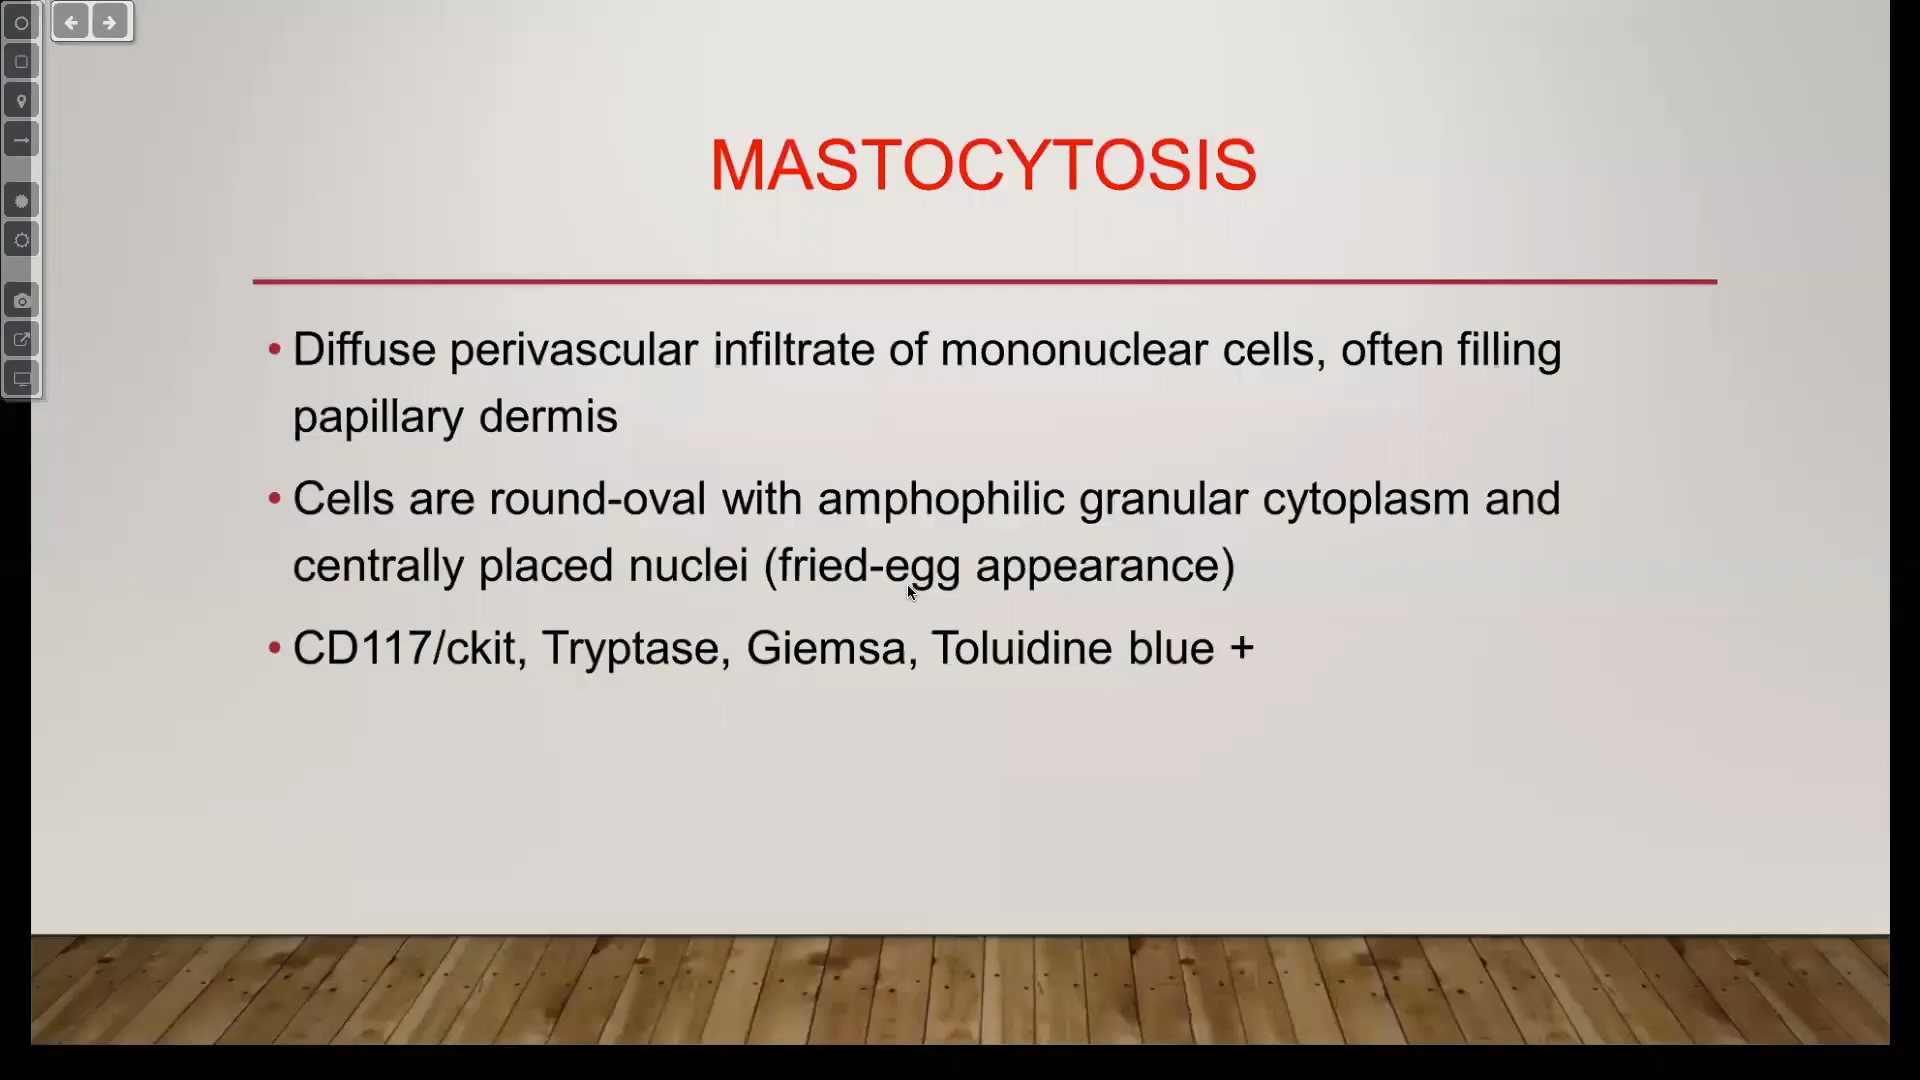 MASTOCYTOSIS
• Diffuse perivascular infiltrate of mononuclear cells, often filling
papillary dermis
• Cells are round-oval with amphophilic granular cytoplasm and
centrally placed nuclei (fried-egg appearance)
• CD117/ckit, Tryptase, Giemsa, Toluidine blue +